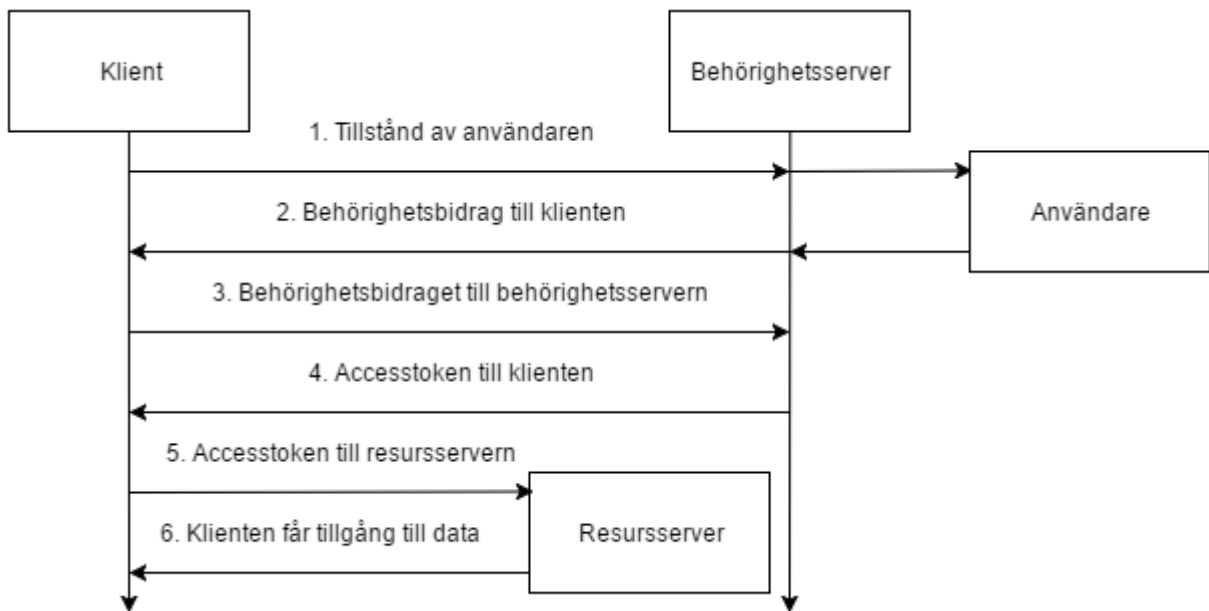 Klient
Behörighetsserver
1. Tillstånd av användaren
Användare
2. Behörighetsbidrag till klienten
3. Behörighetsbidraget till behörighetsservern
4. Accesstoken till klienten
5. Accesstoken till resursservern
6. Klienten får tillgång till data
Resursserver